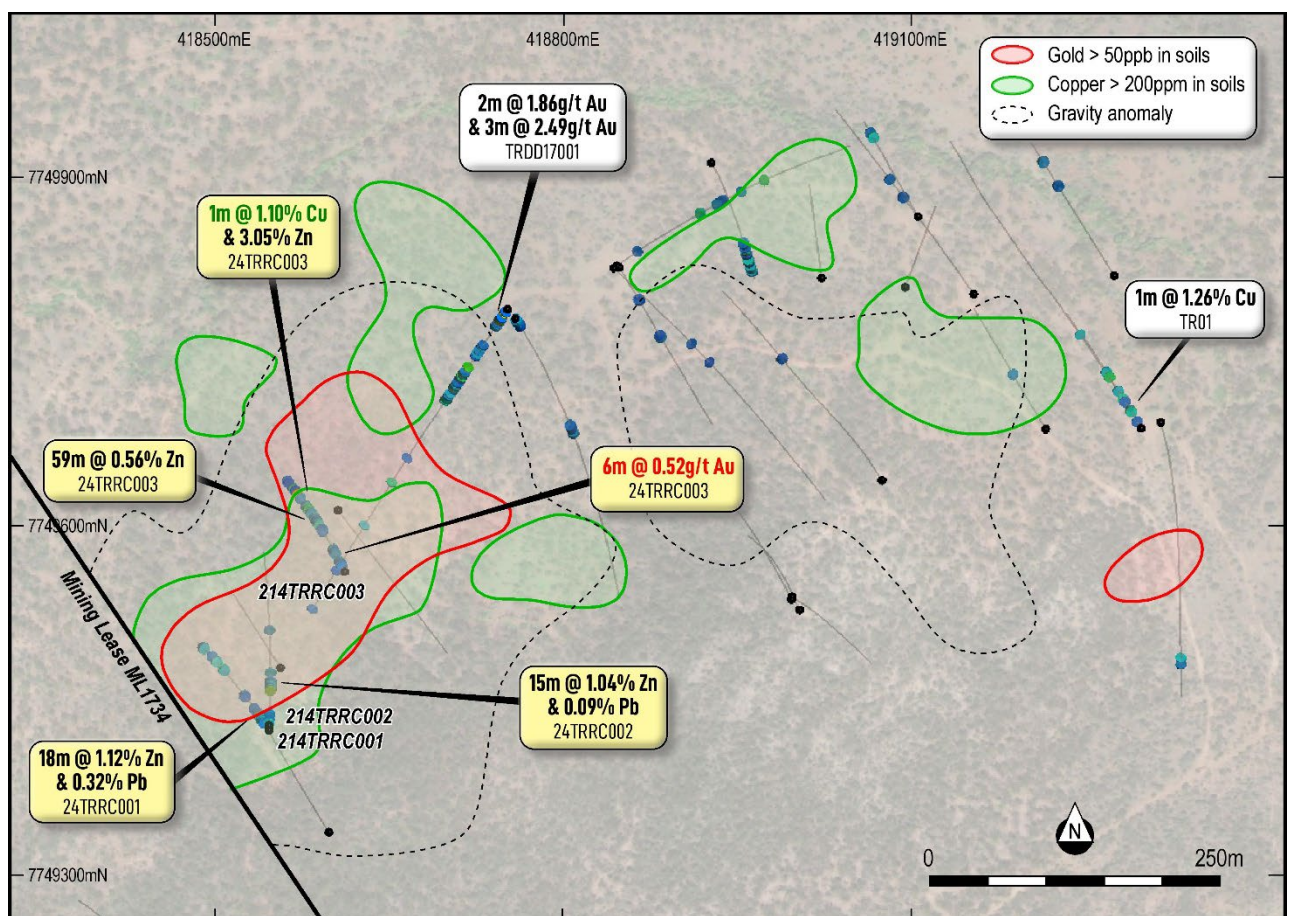 418500mE
418800mE
419100mE
Gold > 50ppb in soils
Copper > 200ppm in soils
Gravity anomaly
2m @ 1.86g/t Au
& 3m @ 2.49g/t Au
TRDD17001
7749900mN
1m @ 1.10% Cu
& 3.05% Zn
24TRRC003
1m @ 1.26% Cu
TR01
59m @ 0.56% Zn
24TRRC003
6m @ 0.52g/t Au
24TRRC003
7749600mN
214TRRC003
Mining Lease ML1734
15m @ 1.04% Zn
& 0.09% Pb
24TRRC002
214TRRC002
214TRRC001
18m @ 1.12% Zn
& 0.32% Pb
24TRRC001
N
0
250m
7749300mN